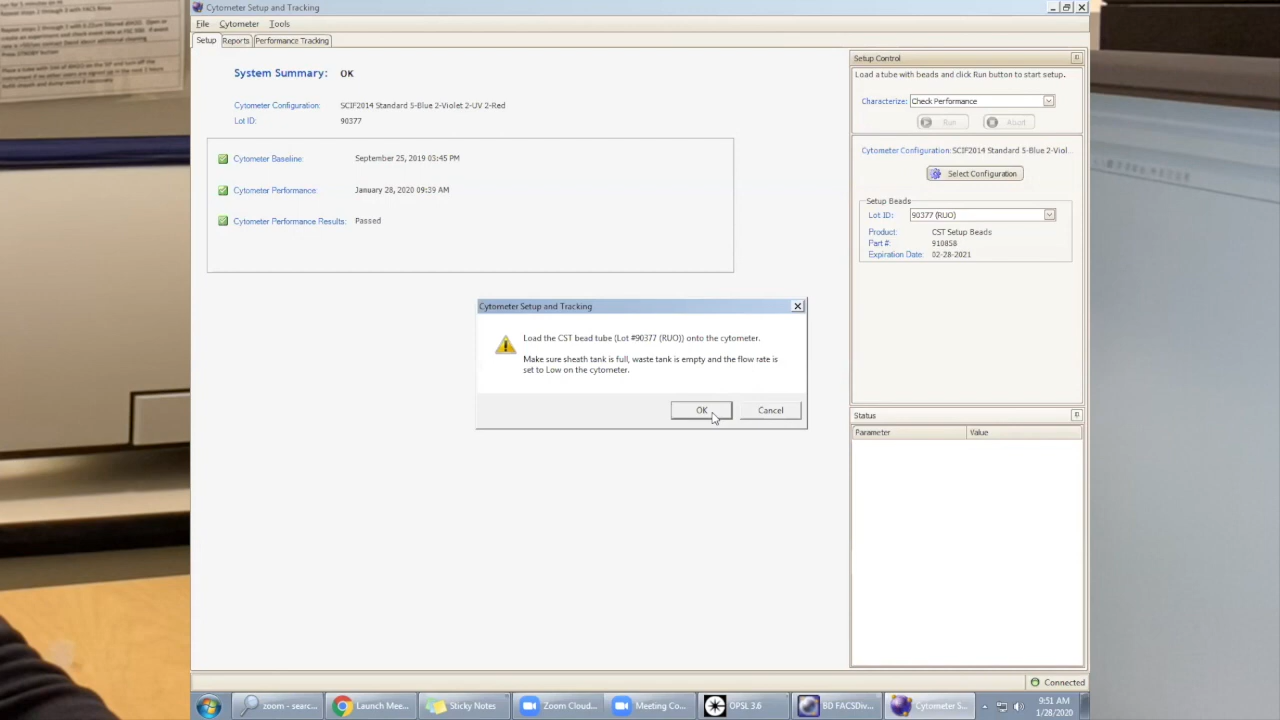 Cytometer Setup and Tracking
File Cytometer Tools
Setup Reports Performance Tracking
System Summary: OK
Cytometer Configuration: SCIF2014 Standard 5-Blue 2-Violet 2-UV 2-Red
Lot ID: 90377
Cytometer Baseline: September 25, 2019 03:45 PM
Cytometer Performance: January 28, 2020 09:39 AM
Cytometer Performance Results: Passed
Setup Control
Load a tube with beads and click Run button to start setup.
Characterize: Check Performance
Run Abort
Cytometer Configuration: SCIF2014 Standard 5-Blue 2-Viol...
Select Configuration
Setup Beads
Lot ID: 90377 (RUO)
Product: CST Setup Beads
Part #: 910858
Expiration Date: 02-28-2021
Cytometer Setup and Tracking
Load the CST bead tube (Lot #90377 (RUO)) onto the cytometer.
Make sure sheath tank is full, waste tank is empty and the flow rate is
set to Low on the cytometer.
OK Cancel
Status
Parameter Value
Connected
zoom - searc... Launch Mee... Sticky Notes Zoom Cloud... Meeting Co... OPSL 3.6 BD FACSDiv... Cytometer S...
9:51 AM
1/28/2020